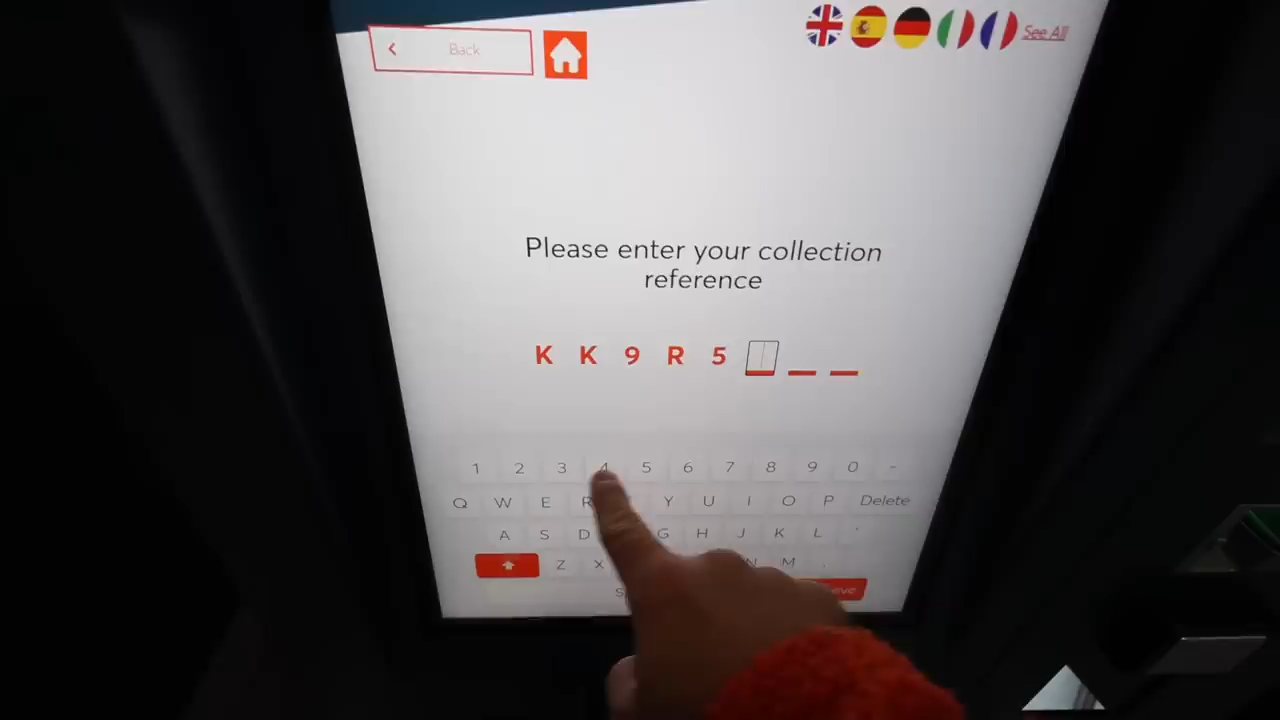 Back
See All
Please enter your collection
reference
K K 9 R 5
1 2 3 4 5 6 7 8 9 0 -
Q W E R Y U I O P Delete
A S D G H J K L '
Z X N M .